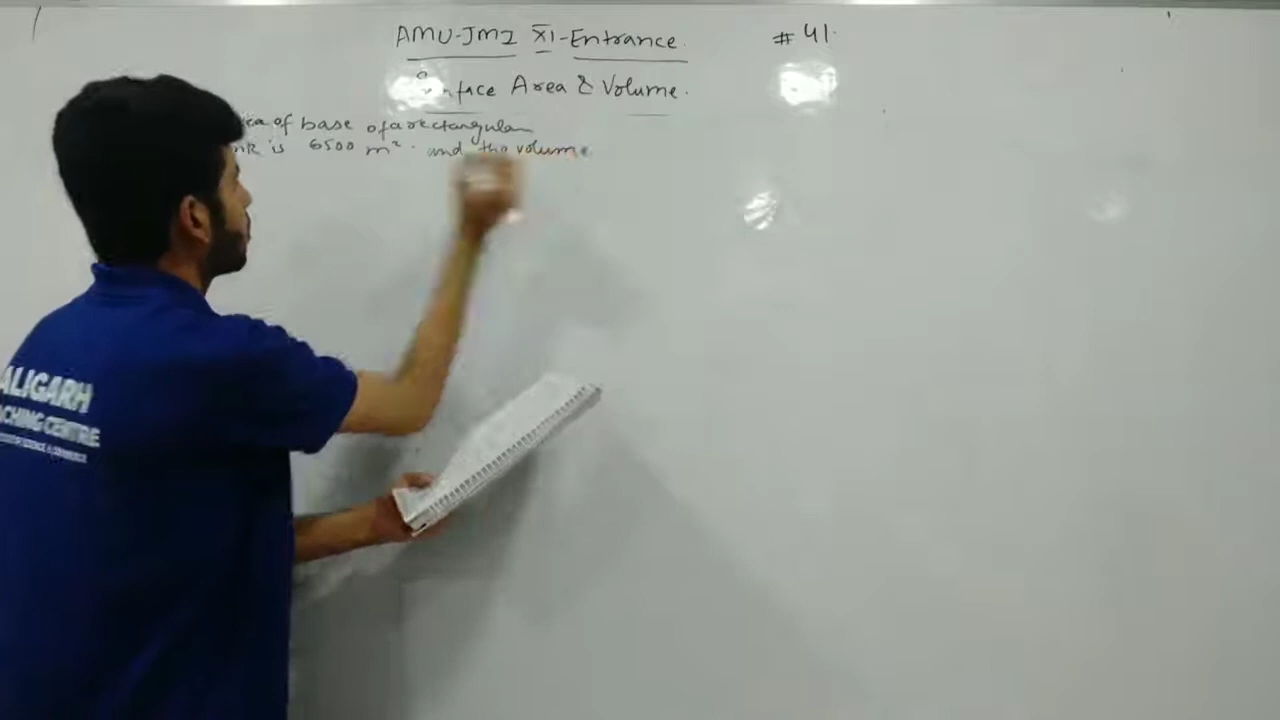 AMU-JMI XI-Entrance. # 41.
Surface Area & Volume.
of base of a rectangular
is 6500 m². and the volume
ALIGARH
CHING CENTRE